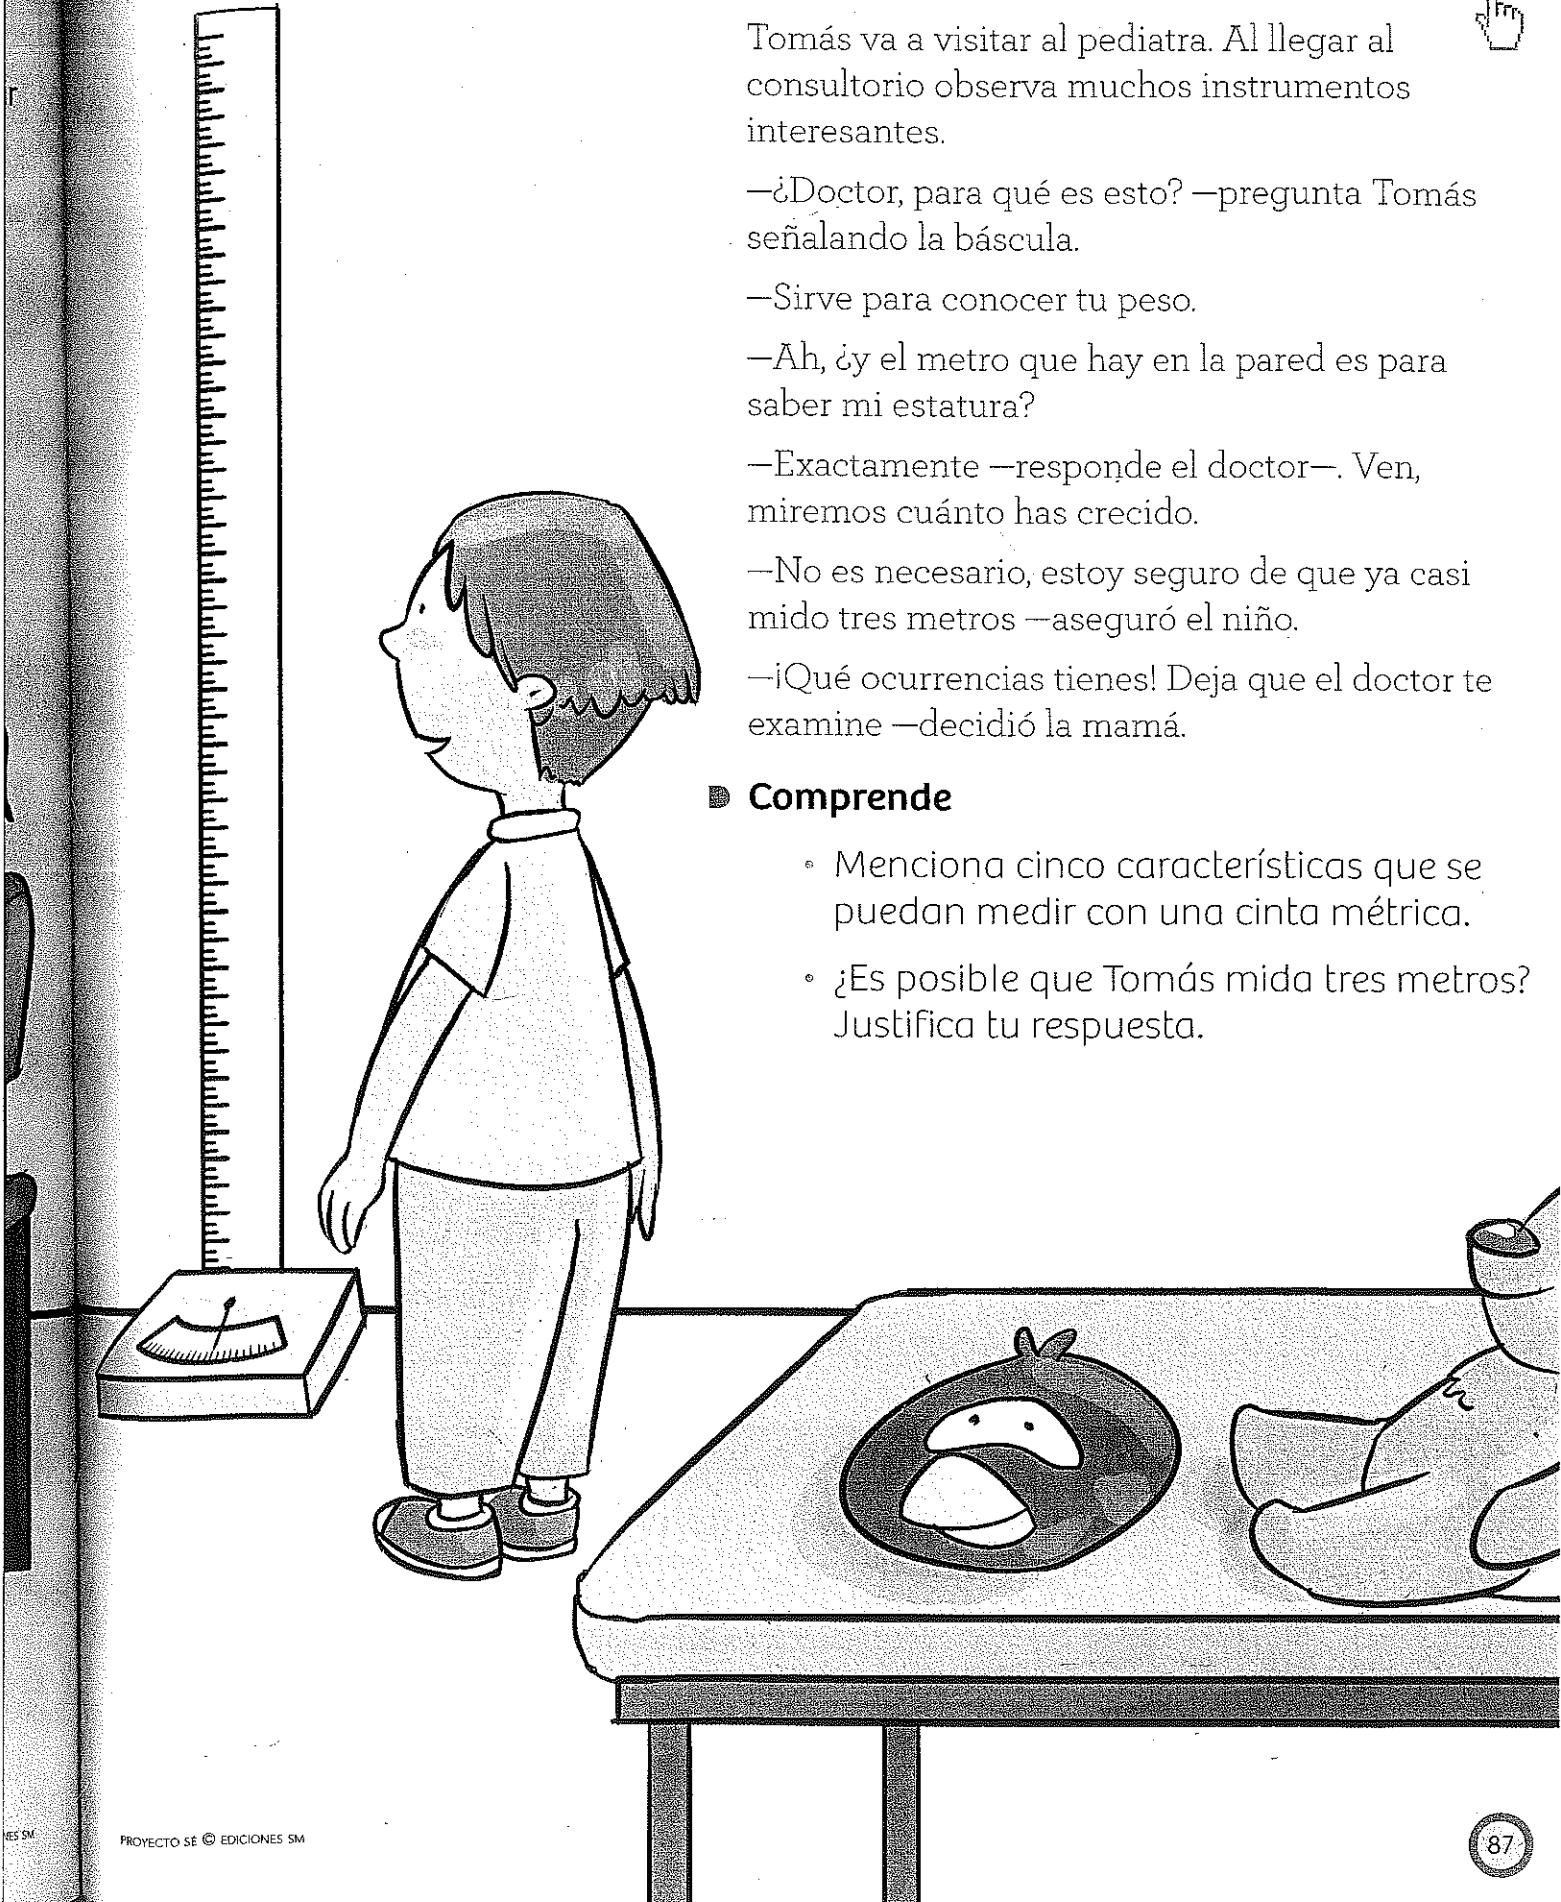 Tomás va a visitar al pediatra. Al llegar al
consultorio observa muchos instrumentos
interesantes.
—¿Doctor, para qué es esto? —pregunta Tomás
señalando la báscula.
—Sirve para conocer tu peso.
—Ah, ¿y el metro que hay en la pared es para
saber mi estatura?
—Exactamente —responde el doctor—. Ven,
miremos cuánto has crecido.
—No es necesario, estoy seguro de que ya casi
mido tres metros —aseguró el niño.
—¡Qué ocurrencias tienes! Deja que el doctor te
examine —decidió la mamá.
Comprende
• Menciona cinco características que se
puedan medir con una cinta métrica.
• ¿Es posible que Tomás mida tres metros?
Justifica tu respuesta.
PROYECTO SÉ © EDICIONES SM
87